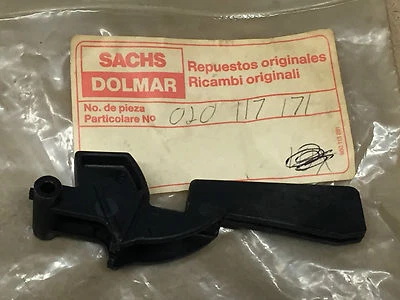 SACHS
DOLMAR
Repuestos originales
Ricambi originali
No. de pieza
Particolare No
020 117 171